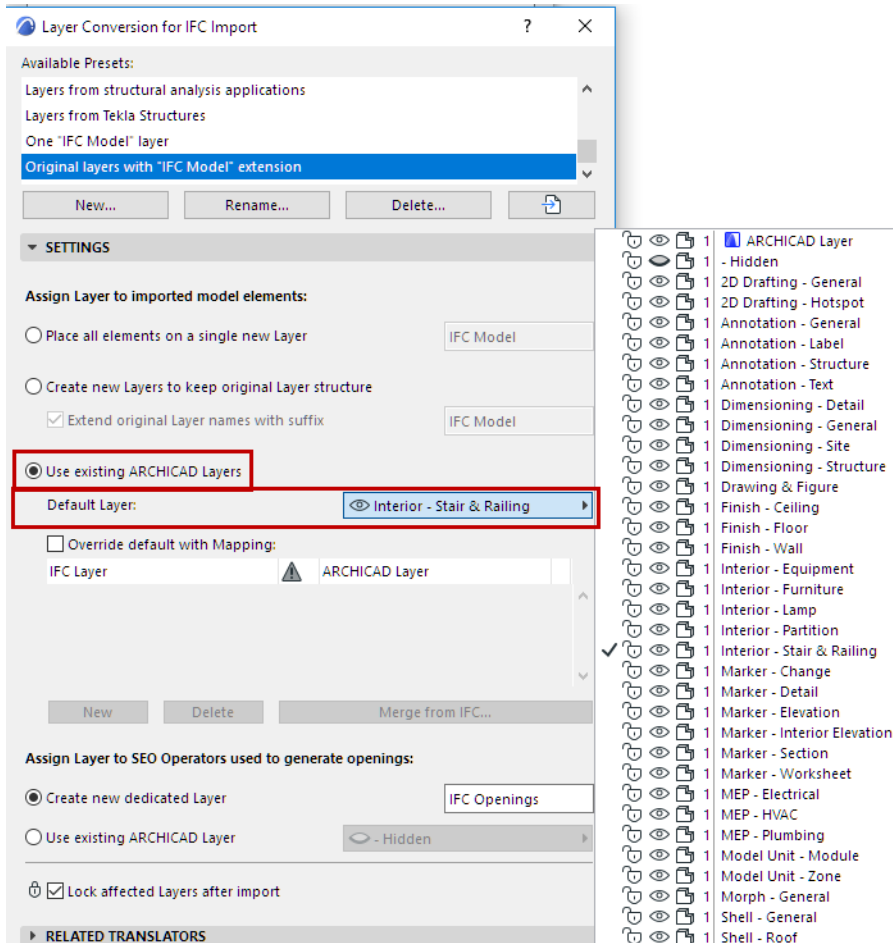 Layer Conversion for IFC Import ? ×
Available Presets:
Layers from structural analysis applications
Layers from Tekla Structures
One "IFC Model" layer
Original layers with "IFC Model" extension
New... Rename... Delete...
SETTINGS
Assign Layer to imported model elements:
Place all elements on a single new Layer IFC Model
Create new Layers to keep original Layer structure
Extend original Layer names with suffix IFC Model
Use existing ARCHICAD Layers
Default Layer: Interior - Stair & Railing
Override default with Mapping:
IFC Layer ARCHICAD Layer
New Delete Merge from IFC...
Assign Layer to SEO Operators used to generate openings:
Create new dedicated Layer IFC Openings
Use existing ARCHICAD Layer - Hidden
Lock affected Layers after import
RELATED TRANSLATORS
1 ARCHICAD Layer
1 - Hidden
1 2D Drafting - General
1 2D Drafting - Hotspot
1 Annotation - General
1 Annotation - Label
1 Annotation - Structure
1 Annotation - Text
1 Dimensioning - Detail
1 Dimensioning - General
1 Dimensioning - Site
1 Dimensioning - Structure
1 Drawing & Figure
1 Finish - Ceiling
1 Finish - Floor
1 Finish - Wall
1 Interior - Equipment
1 Interior - Furniture
1 Interior - Lamp
1 Interior - Partition
1 Interior - Stair & Railing
1 Marker - Change
1 Marker - Detail
1 Marker - Elevation
1 Marker - Interior Elevation
1 Marker - Section
1 Marker - Worksheet
1 MEP - Electrical
1 MEP - HVAC
1 MEP - Plumbing
1 Model Unit - Module
1 Model Unit - Zone
1 Morph - General
1 Shell - General
1 Shell - Roof